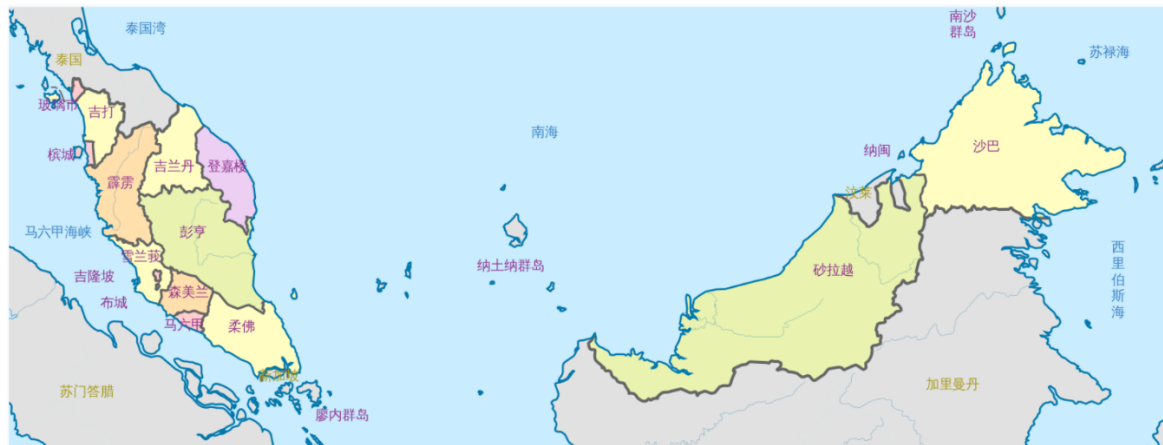 南沙
群岛
泰国湾
苏禄海
泰国
玻璃市
吉打
南海
沙巴
槟城
纳闽
吉兰丹
登嘉楼
霹雳
汶莱
马六甲海峡
彭亨
雪兰莪
纳土纳群岛
砂拉越
西
里
伯
斯
海
吉隆坡
森美兰
布城
马六甲
柔佛
新加坡
苏门答腊
加里曼丹
廖内群岛